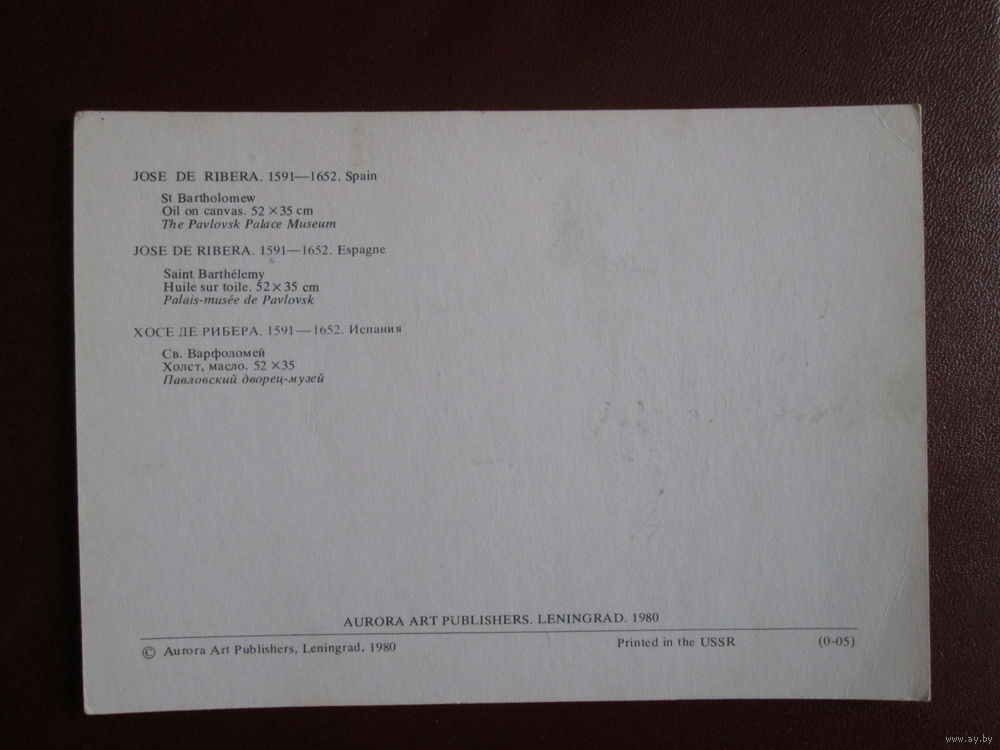 JOSE DE RIBERA. 1591—1652. Spain
St Bartholomew
Oil on canvas. 52 × 35 cm
The Pavlovsk Palace Museum
JOSE DE RIBERA. 1591—1652. Espagne
Saint Barthélemy
Huile sur toile. 52 × 35 cm
Palais-musée de Pavlovsk
ХОСЕ ДЕ РИБЕРА. 1591—1652. Испания
Св. Варфоломей
Холст, масло. 52 × 35
Павловский дворец-музей
AURORA ART PUBLISHERS. LENINGRAD. 1980
© Aurora Art Publishers, Leningrad, 1980 Printed in the USSR (0-05)
www.ay.by